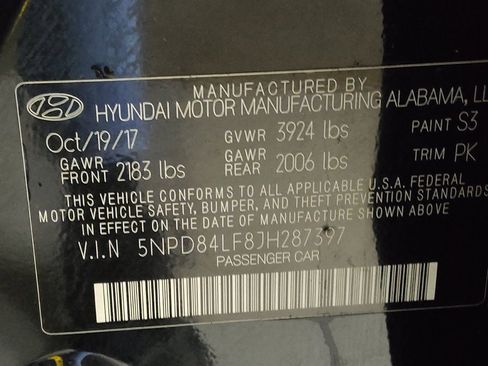 MANUFACTURED BY
HYUNDAI MOTOR MANUFACTURING ALABAMA, LL
Oct/19/17 GVWR 3924 lbs PAINT S3
GAWR FRONT 2183 lbs GAWR REAR 2006 lbs TRIM PK
THIS VEHICLE CONFORMS TO ALL APPLICABLE U.S.A. FEDERAL
MOTOR VEHICLE SAFETY, BUMPER, AND THEFT PREVENTION STANDARDS
IN EFFECT ON THE DATE OF MANUFACTURE SHOWN ABOVE.
V.I.N 5NPD84LF8JH287397
PASSENGER CAR